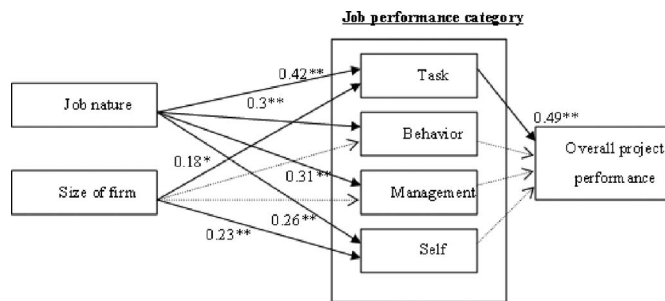 Job performance category
Task
0.42**
0.49**
Job nature
0.3**
Behavior
Overall project
performance
0.18*
0.31**
Management
Size of firm
0.26**
0.23**
Self